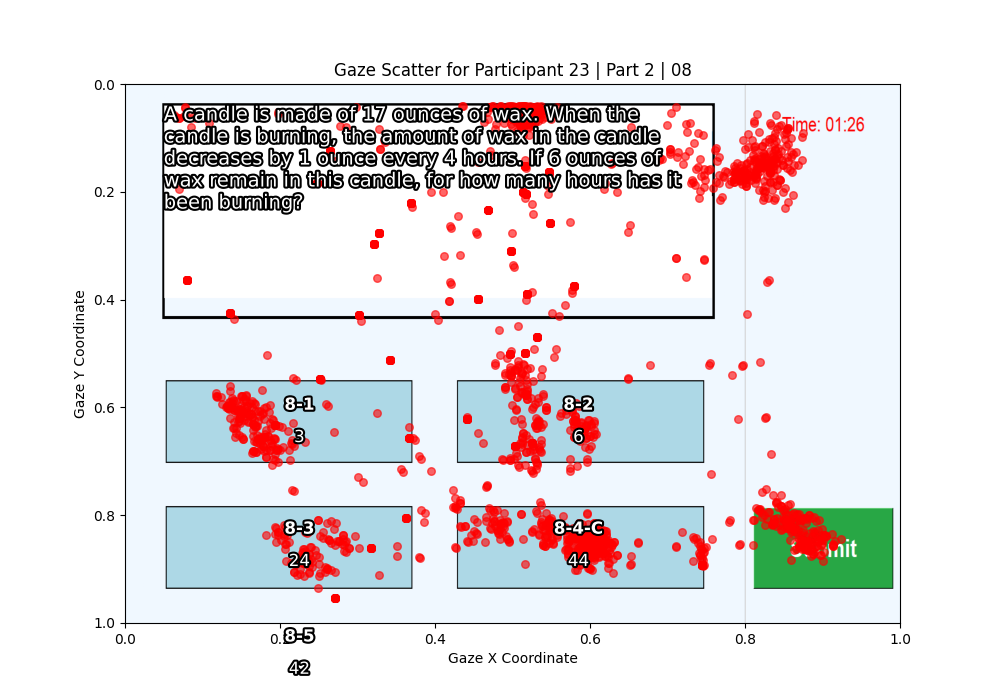 Gaze Scatter for Participant 23 | Part 2 | 08
A candle is made of 17 ounces of wax. When the
candle is burning, the amount of wax in the candle
decreases by 1 ounce every 4 hours. If 6 ounces of
wax remain in this candle, for how many hours has it
been burning?
Time: 01:26
8-1
3
8-2
6
8-3
24
8-4-C
44
8-5
42
Gaze Y Coordinate
0.0
0.2
0.4
0.6
0.8
1.0
0.0
0.2
0.4
0.6
0.8
1.0
Gaze X Coordinate